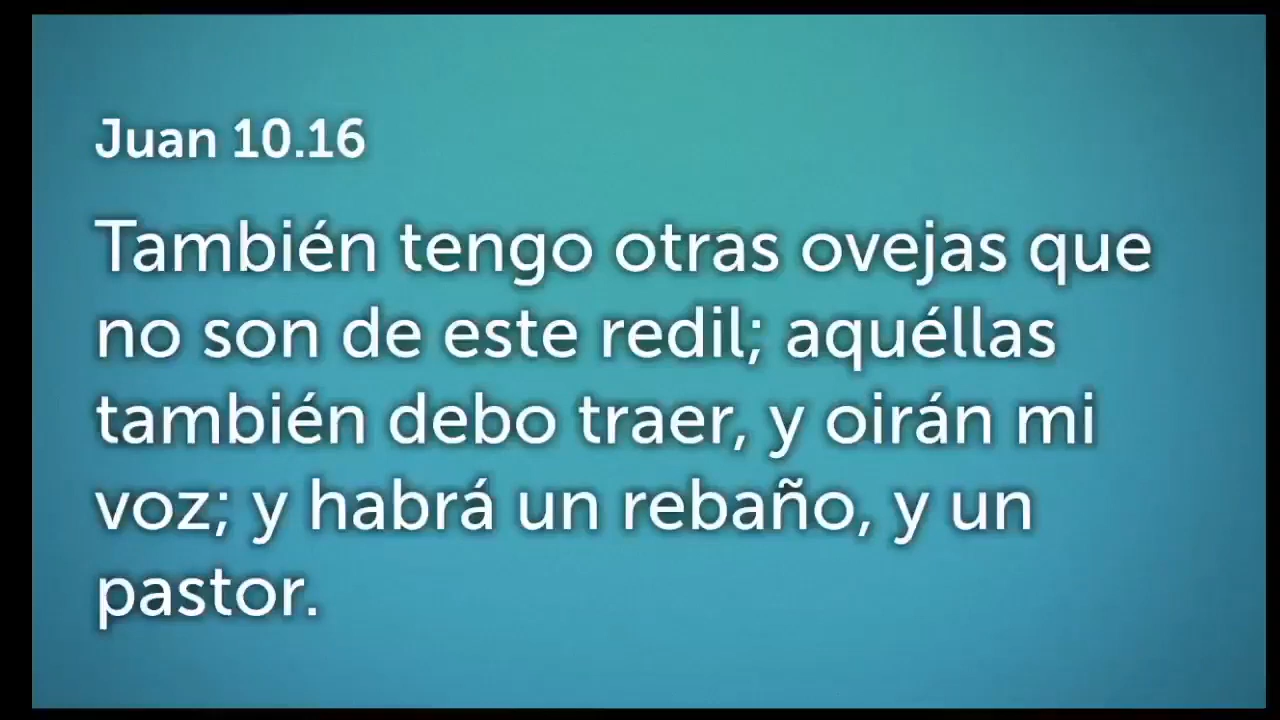 Juan 10.16
También tengo otras ovejas que
no son de este redil; aquéllas
también debo traer, y oirán mi
voz; y habrá un rebaño, y un
pastor.